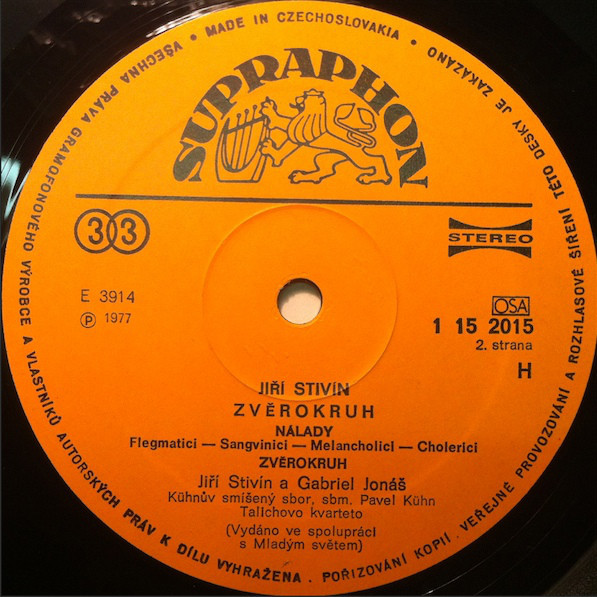 MADE IN CZECHOSLOVAKIA • VŠECHNA PRÁVA GRAMOFONOVÉHO VÝROBCE A VLASTNÍKŮ AUTORSKÝCH PRÁV K DÍLU VYHRAŽENA . POŘIZOVÁNÍ KOPIÍ . VEŘEJNÉ PROVOZOVÁNÍ A ROZHLASOVÉ ŠÍŘENÍ TÉTO DESKY JE ZAKÁZÁNO •
SUPRAPHON
33
STEREO
E 3914
Ⓟ 1977
OSA
1 15 2015
2. strana
H
JIŘÍ STIVÍN
ZVĚROKRUH
NÁLADY
Flegmatici — Sangvinici — Melancholici — Cholerici
ZVĚROKRUH
Jiří Stivín a Gabriel Jonáš
Kühnův smíšený sbor, sbm. Pavel Kühn
Talichovo kvarteto
(Vydáno ve spolupráci
s Mladým světem)